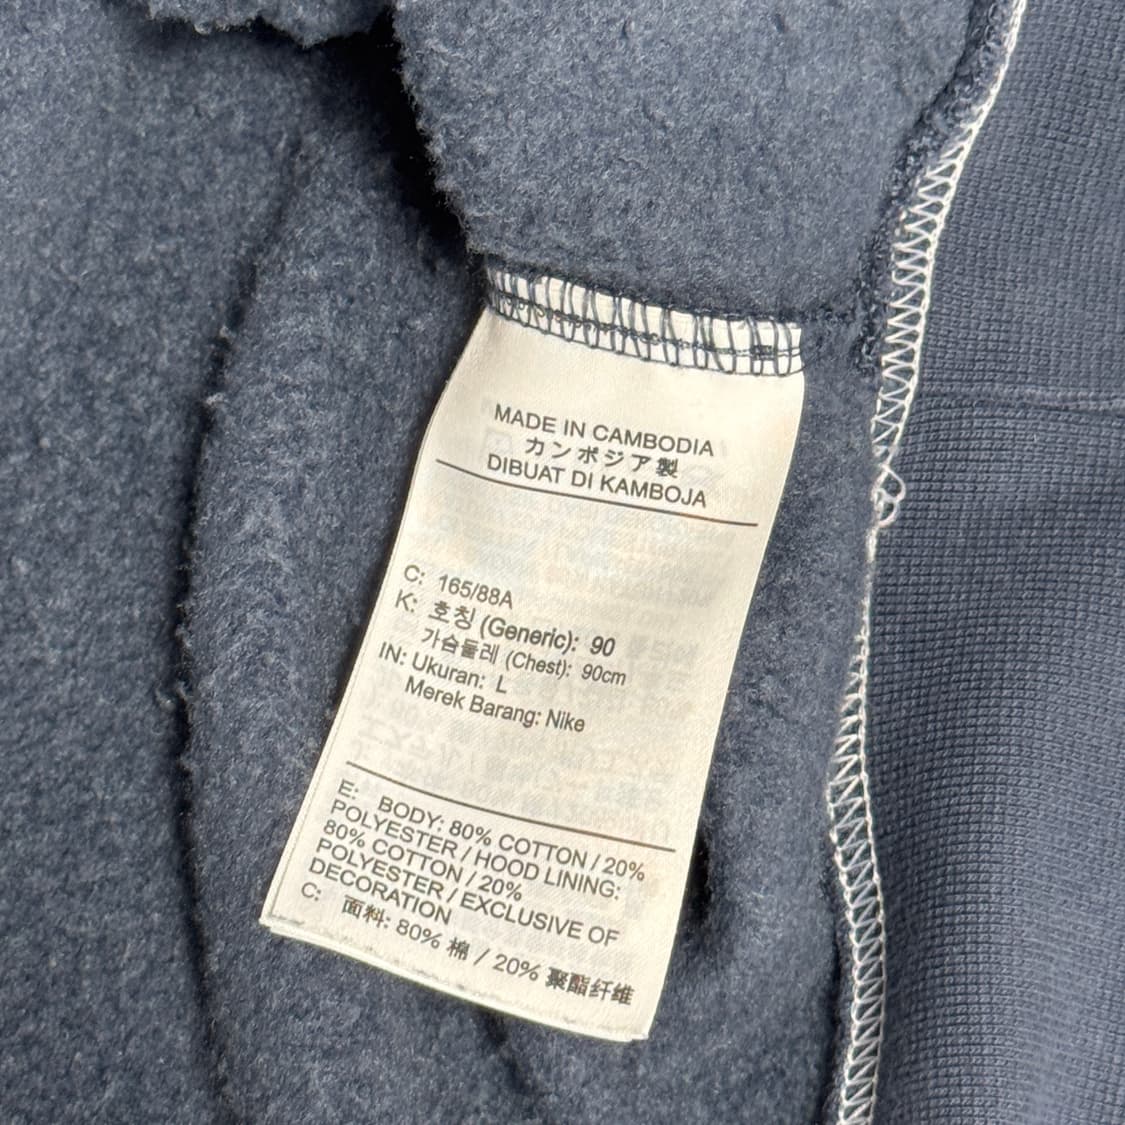 MADE IN CAMBODIA /
カンボジア製
DIBUAT DI KAMBOJA
C: 165/88A
K: 호칭 (Generic): 90
가슴둘레 (Chest): 90cm
IN: Ukuran: L
Merek Barang: Nike
E: BODY: 80% COTTON / 20%
POLYESTER / HOOD LINING:
80% COTTON / 20%
POLYESTER / EXCLUSIVE OF
DECORATION
C: 面料: 80% 棉 / 20% 聚酯纤维